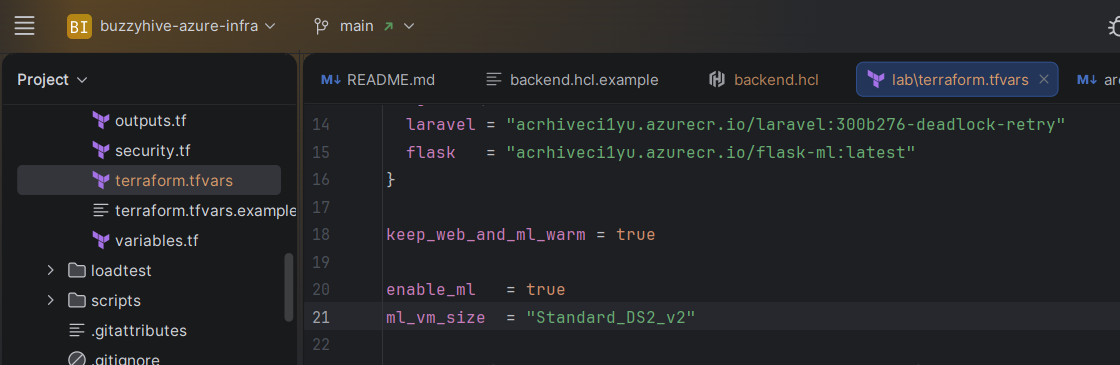 BI buzzyhive-azure-infra main
Project
README.md backend.hcl.example backend.hcl lab\terraform.tfvars
outputs.tf
security.tf
terraform.tfvars
terraform.tfvars.example
variables.tf
loadtest
scripts
.gitattributes
.gitignore
14 laravel = "acrhiveci1yu.azurecr.io/laravel:300b276-deadlock-retry"
15 flask = "acrhiveci1yu.azurecr.io/flask-ml:latest"
16 }
17
18 keep_web_and_ml_warm = true
19
20 enable_ml = true
21 ml_vm_size = "Standard_DS2_v2"
22